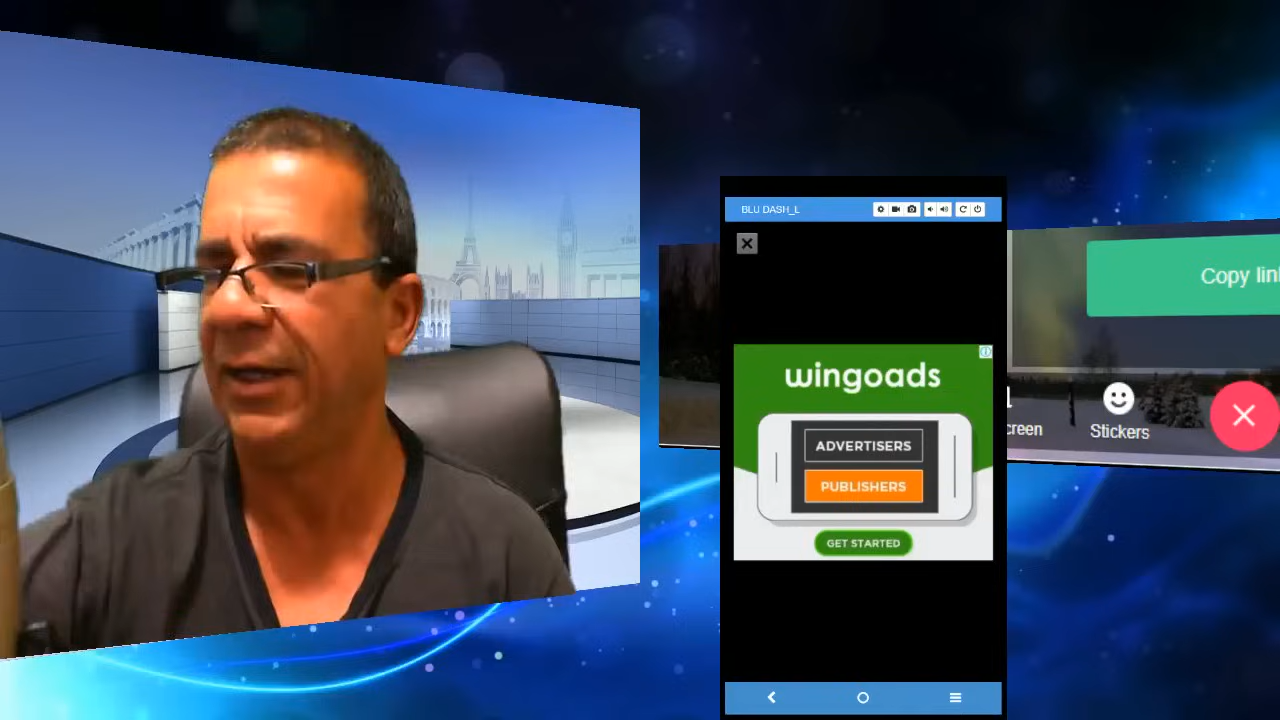 BLU DASH_L
wingoads
ADVERTISERS
PUBLISHERS
GET STARTED
Copy lin
creen
Stickers